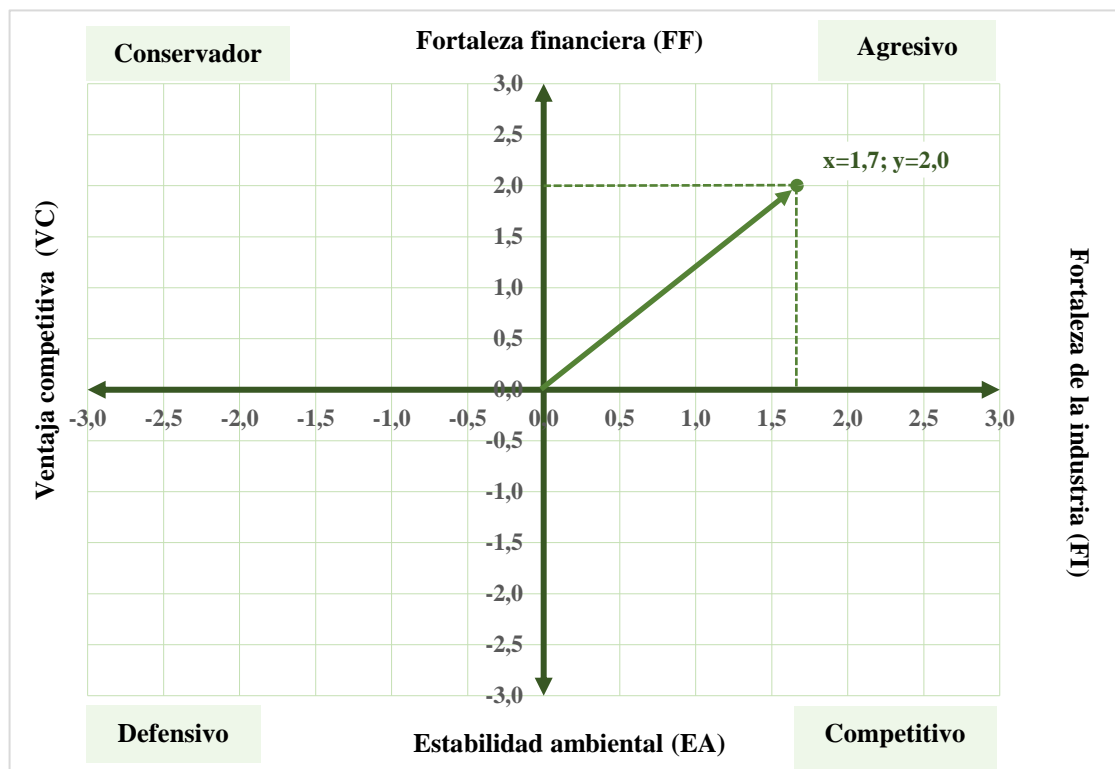 Conservador
Fortaleza financiera (FF)
Agresivo
3,0
2,5
x=1,7; y=2,0
2,0
1,5
1,0
0,5
0,0
-3,0 -2,5 -2,0 -1,5 -1,0 -0,5 0,0 0,5 1,0 1,5 2,0 2,5 3,0
-0,5
-1,0
-1,5
-2,0
-2,5
-3,0
Ventaja competitiva (VC)
Fortaleza de la industria (FI)
Defensivo
Estabilidad ambiental (EA)
Competitivo